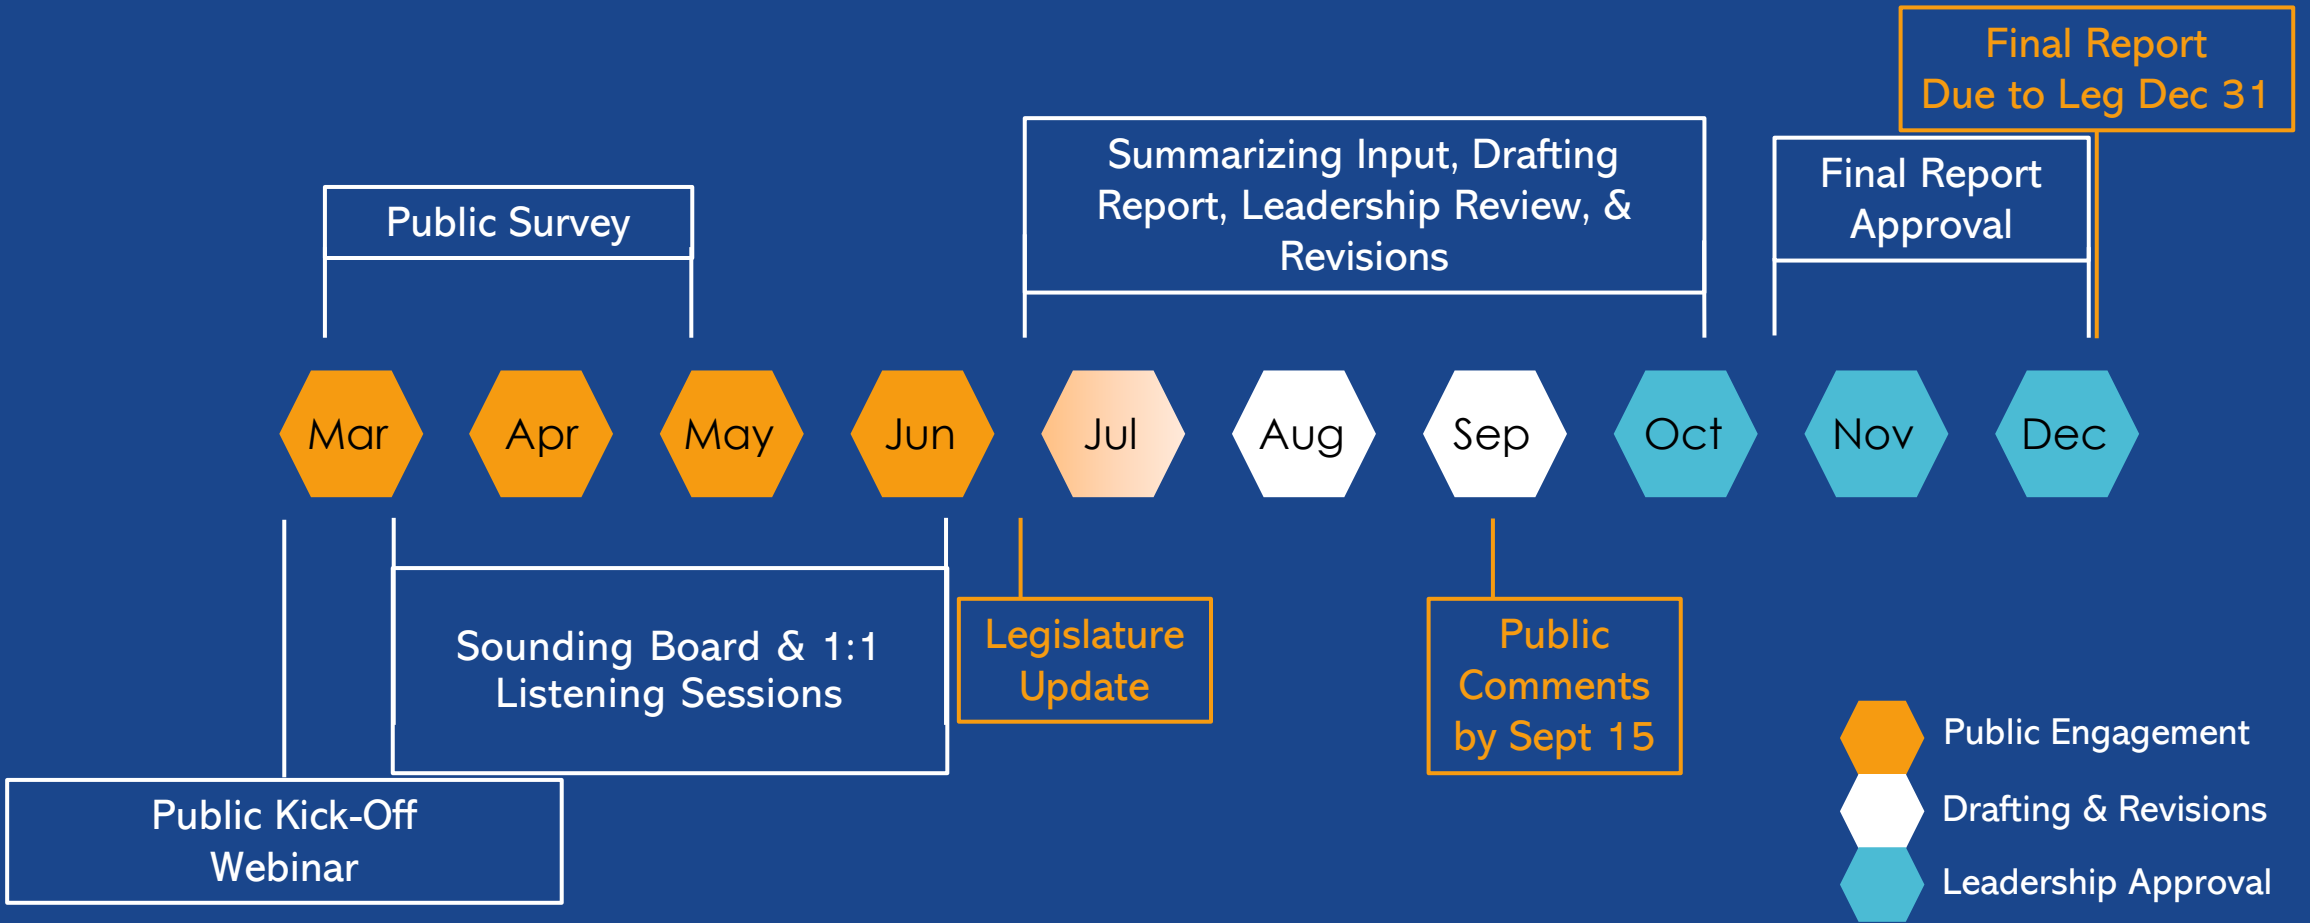 Final Report
Due to Leg Dec 31
Summarizing Input, Drafting
Report, Leadership Review, &
Revisions
Final Report
Approval
Public Survey
Mar
Apr
May
Jun
Jul
Aug
Sep
Oct
Nov
Dec
Sounding Board & 1:1
Listening Sessions
Legislature
Update
Public
Comments
by Sept 15
Public Kick-Off
Webinar
Public Engagement
Drafting & Revisions
Leadership Approval